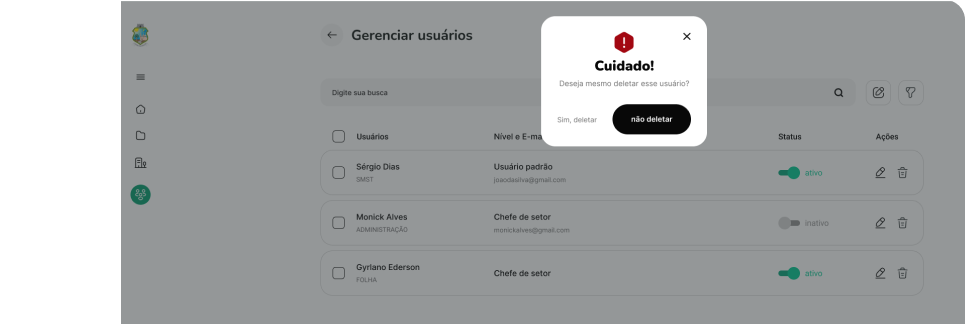 Gerenciar usuários
Cuidado!
Deseja mesmo deletar esse usuário?
Sim, deletar
não deletar
Digite sua busca
Usuários
Nível e E-ma
Status
Ações
Sérgio Dias
SMST
Usuário padrão
joaodasilva@gmail.com
ativo
Monick Alves
ADMINISTRAÇÃO
Chefe de setor
monickalves@gmail.com
inativo
Gyrlano Ederson
FOLHA
Chefe de setor
ativo